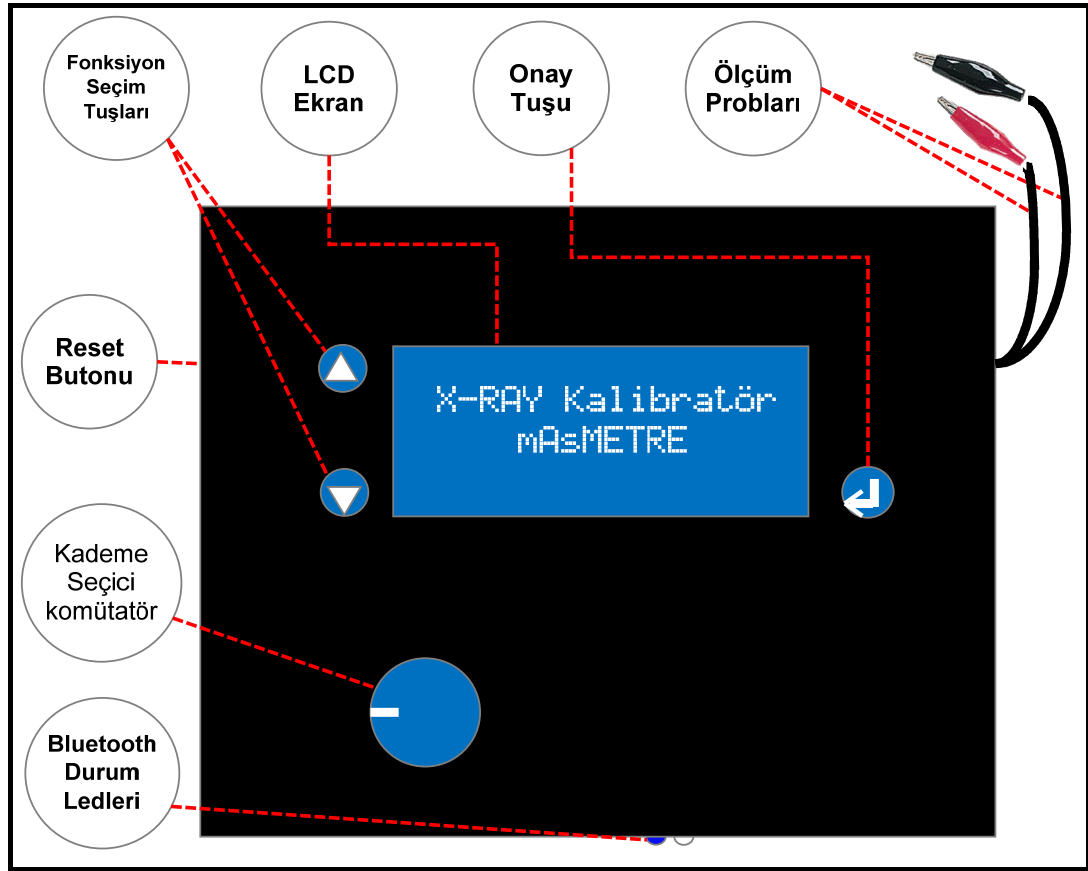 Fonksiyon
Seçim
Tuşları
LCD
Ekran
Onay
Tuşu
Ölçüm
Probları
Reset
Butonu
X-RAY Kalibratör
mAsMETRE
Kademe
Seçici
komütatör
Bluetooth
Durum
Ledleri